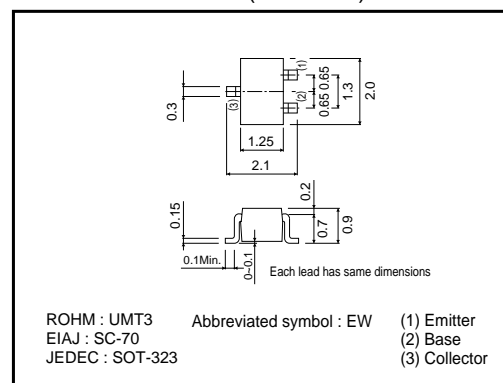 (1)
0.65
0.65
(2)
1.3
2.0
0.3
(3)
1.25
2.1
0.2
0.15
0.7
0.9
0.1Min.
0~0.1
Each lead has same dimensions
ROHM : UMT3
EIAJ : SC-70
JEDEC : SOT-323
Abbreviated symbol : EW
(1) Emitter
(2) Base
(3) Collector